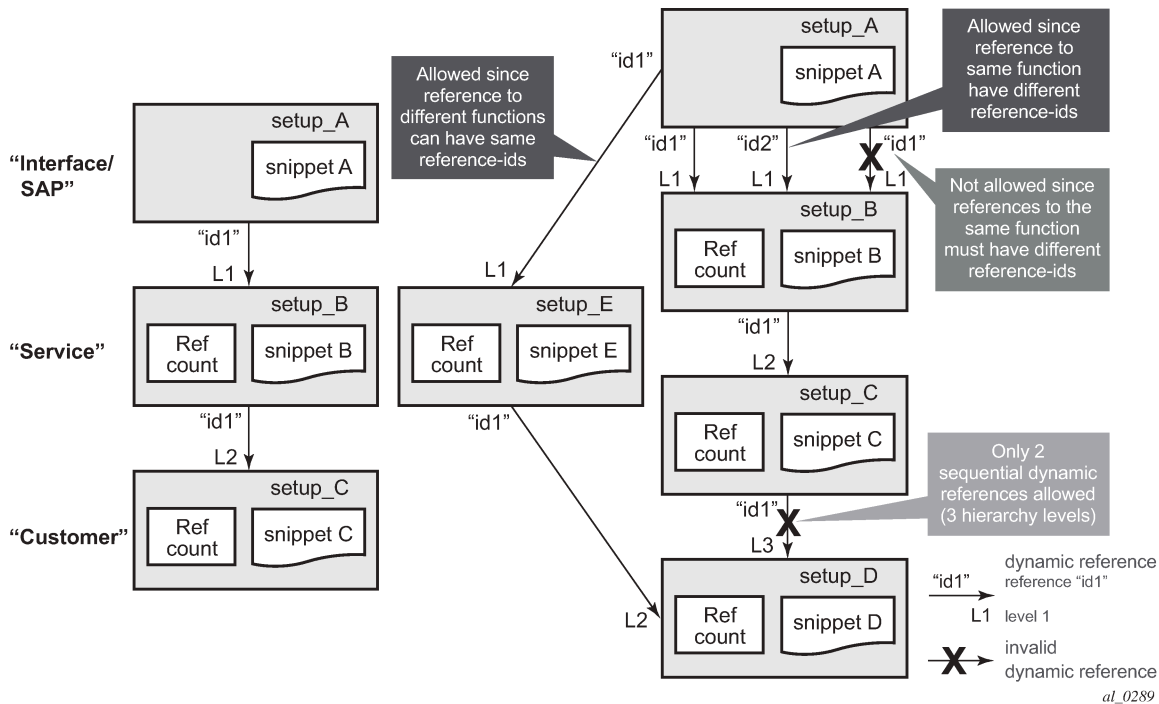 “Interface/
SAP”
“Service”
“Customer”
setup_A
snippet A
“id1”
L1
setup_B
Ref
count
snippet B
“id1”
L2
setup_C
Ref
count
snippet C
Allowed since
reference to
different functions
can have same
reference-ids
“id1”
L1
setup_E
Ref
count
snippet E
“id1”
L2
setup_A
snippet A
“id1”
“id2”
“id1”
L1
L1
L1
Allowed since
reference to
same function
have different
reference-ids
Not allowed since
references to the
same function
must have different
reference-ids
setup_B
Ref
count
snippet B
“id1”
L2
setup_C
Ref
count
snippet C
“id1”
L3
Only 2
sequential dynamic
references allowed
(3 hierarchy levels)
setup_D
Ref
count
snippet D
“id1”
dynamic reference
reference “id1”
L1
level 1
invalid
dynamic reference
al_0289